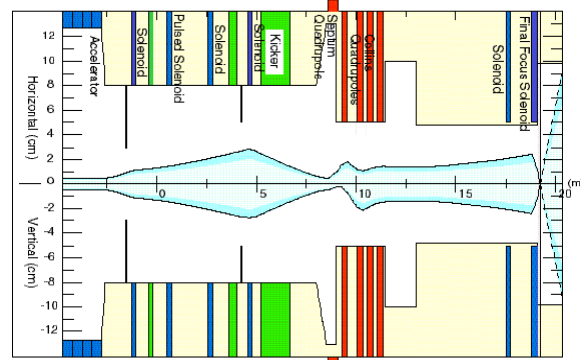 Accelerator
Solenoid
Pulsed Solenoid
Solenoid
Solenoid
Kicker
Septum
Quadrupole
Collins
Quadrupoles
Solenoid
Final Focus Solenoid
Horizontal (cm)
Vertical (cm)
12
10
8
6
4
2
0
-2
-4
-6
-8
-10
-12
0
5
10
15
20
(m